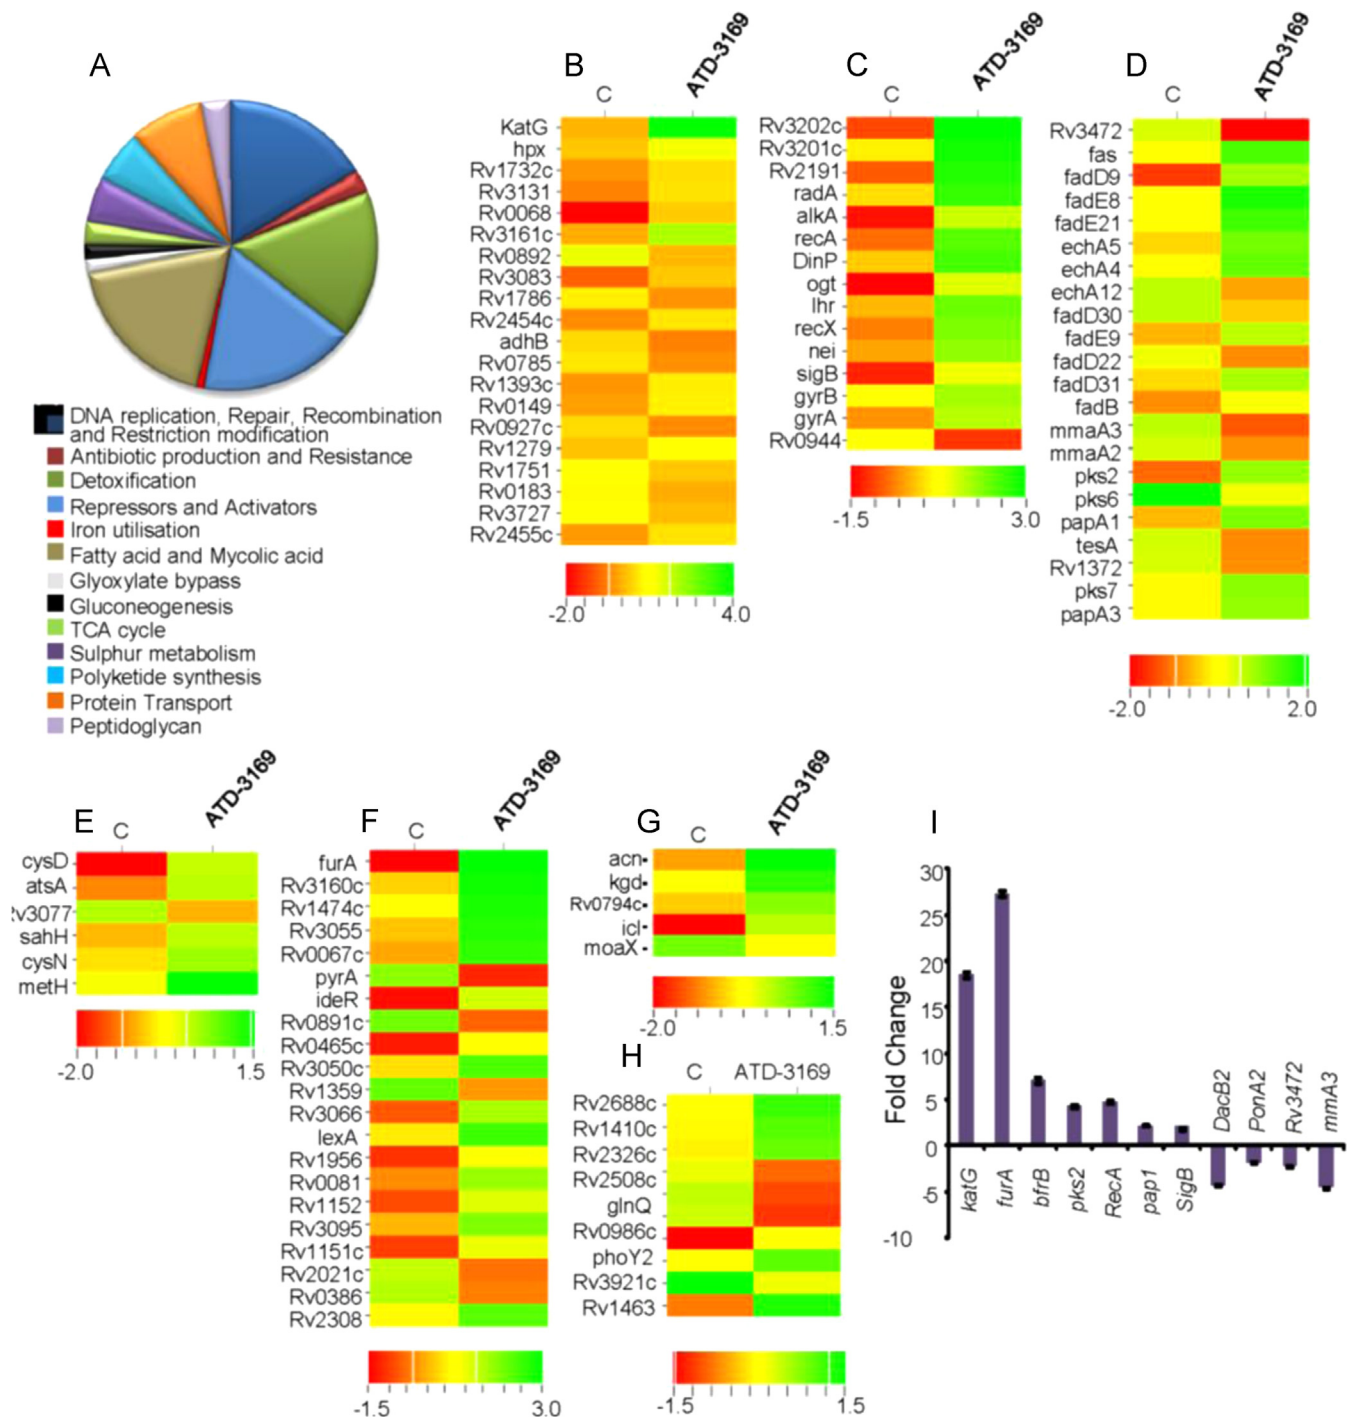 A
DNA replication, Repair, Recombination
and Restriction modification
Antibiotic production and Resistance
Detoxification
Repressors and Activators
Iron utilisation
Fatty acid and Mycolic acid
Glyoxylate bypass
Gluconeogenesis
TCA cycle
Sulphur metabolism
Polyketide synthesis
Protein Transport
Peptidoglycan
B
C
ATD-3169
KatG
hpx
Rv1732c
Rv3131
Rv0068
Rv3161c
Rv0892
Rv3083
Rv1786
Rv2454c
adhB
Rv0785
Rv1393c
Rv0149
Rv0927c
Rv1279
Rv1751
Rv0183
Rv3727
Rv2455c
-2.0 4.0
C
C
ATD-3169
Rv3202c
Rv3201c
Rv2191
radA
alkA
recA
DinP
ogt
lhr
recX
nei
sigB
gyrB
gyrA
Rv0944
-1.5 3.0
D
C
ATD-3169
Rv3472
fas
fadD9
fadE8
fadE21
echA5
echA4
echA12
fadD30
fadE9
fadD22
fadD31
fadB
mmaA3
mmaA2
pks2
pks6
papA1
tesA
Rv1372
pks7
papA3
-2.0 2.0
E
C
ATD-3169
cysD
atsA
v3077
sahH
cysN
metH
-2.0 1.5
F
C
ATD-3169
furA
Rv3160c
Rv1474c
Rv3055
Rv0067c
pyrA
ideR
Rv0891c
Rv0465c
Rv3050c
Rv1359
Rv3066
lexA
Rv1956
Rv0081
Rv1152
Rv3095
Rv1151c
Rv2021c
Rv0386
Rv2308
-1.5 3.0
G
C
ATD-3169
acn
kgd
Rv0794c
icl
moaX
-2.0 1.5
H
C ATD-3169
Rv2688c
Rv1410c
Rv2326c
Rv2508c
glnQ
Rv0986c
phoY2
Rv3921c
Rv1463
-1.5 1.5
I
Fold Change
30
25
20
15
10
5
0
-5
-10
katG
furA
bfrB
pks2
RecA
pap1
SigB
DacB2
PonA2
Rv3472
mmA3